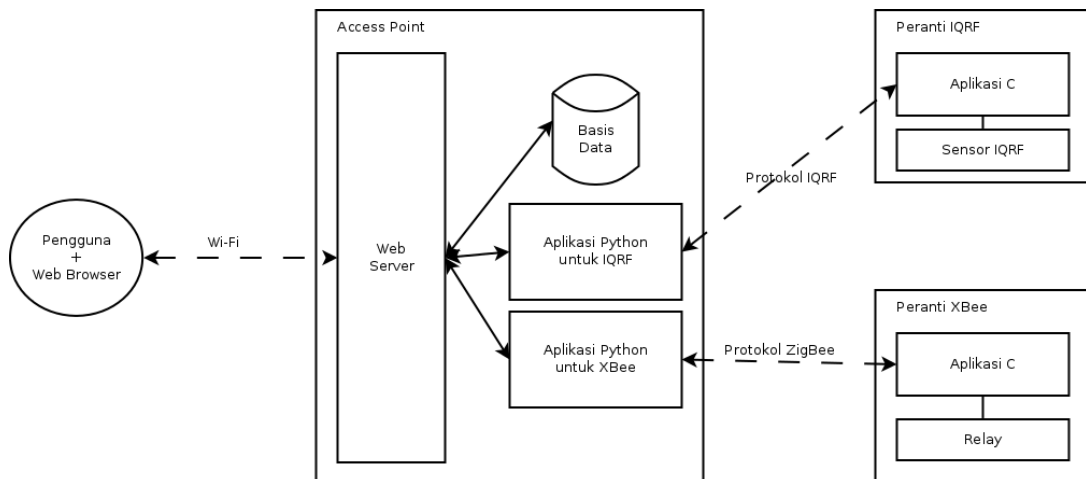 Access Point
Peranti IQRF
Aplikasi C
Sensor IQRF
Basis
Data
Protokol IQRF
Pengguna
+
Web Browser
Wi-Fi
Web
Server
Aplikasi Python
untuk IQRF
Aplikasi Python
untuk XBee
Protokol ZigBee
Peranti XBee
Aplikasi C
Relay